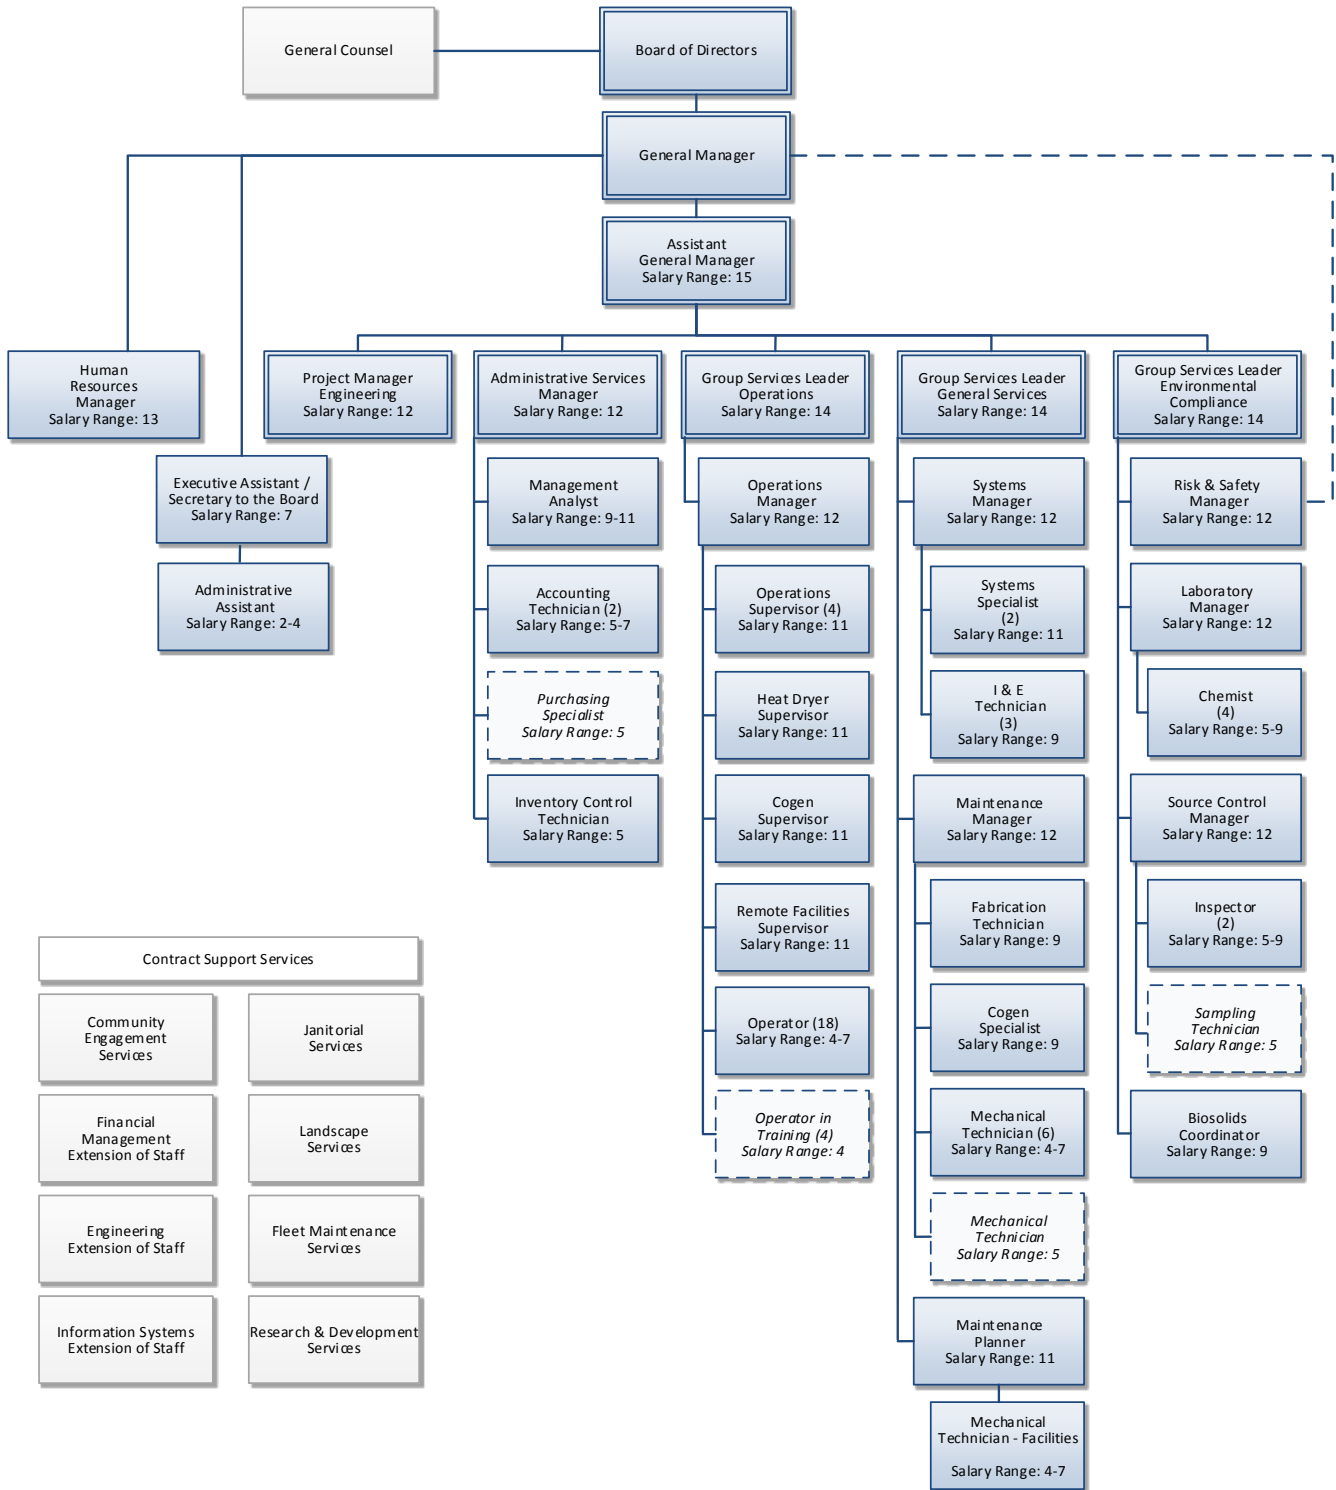 General Counsel
Board of Directors
General Manager
Assistant
General Manager
Salary Range: 15
Human
Resources
Manager
Salary Range: 13
Project Manager
Engineering
Salary Range: 12
Administrative Services
Manager
Salary Range: 12
Group Services Leader
Operations
Salary Range: 14
Group Services Leader
General Services
Salary Range: 14
Group Services Leader
Environmental
Compliance
Salary Range: 14
Executive Assistant /
Secretary to the Board
Salary Range: 7
Administrative
Assistant
Salary Range: 2-4
Management
Analyst
Salary Range: 9-11
Accounting
Technician (2)
Salary Range: 5-7
Purchasing
Specialist
Salary Range: 5
Inventory Control
Technician
Salary Range: 5
Operations
Manager
Salary Range: 12
Operations
Supervisor (4)
Salary Range: 11
Heat Dryer
Supervisor
Salary Range: 11
Cogen
Supervisor
Salary Range: 11
Remote Facilities
Supervisor
Salary Range: 11
Operator (18)
Salary Range: 4-7
Operator in
Training (4)
Salary Range: 4
Systems
Manager
Salary Range: 12
Systems
Specialist
(2)
Salary Range: 11
I & E
Technician
(3)
Salary Range: 9
Maintenance
Manager
Salary Range: 12
Fabrication
Technician
Salary Range: 9
Cogen
Specialist
Salary Range: 9
Mechanical
Technician (6)
Salary Range: 4-7
Mechanical
Technician
Salary Range: 5
Maintenance
Planner
Salary Range: 11
Mechanical
Technician - Facilities
Salary Range: 4-7
Risk & Safety
Manager
Salary Range: 12
Laboratory
Manager
Salary Range: 12
Chemist
(4)
Salary Range: 5-9
Source Control
Manager
Salary Range: 12
Inspector
(2)
Salary Range: 5-9
Sampling
Technician
Salary Range: 5
Biosolids
Coordinator
Salary Range: 9
Contract Support Services
Community
Engagement
Services
Janitorial
Services
Financial
Management
Extension of Staff
Landscape
Services
Engineering
Extension of Staff
Fleet Maintenance
Services
Information Systems
Extension of Staff
Research & Development
Services